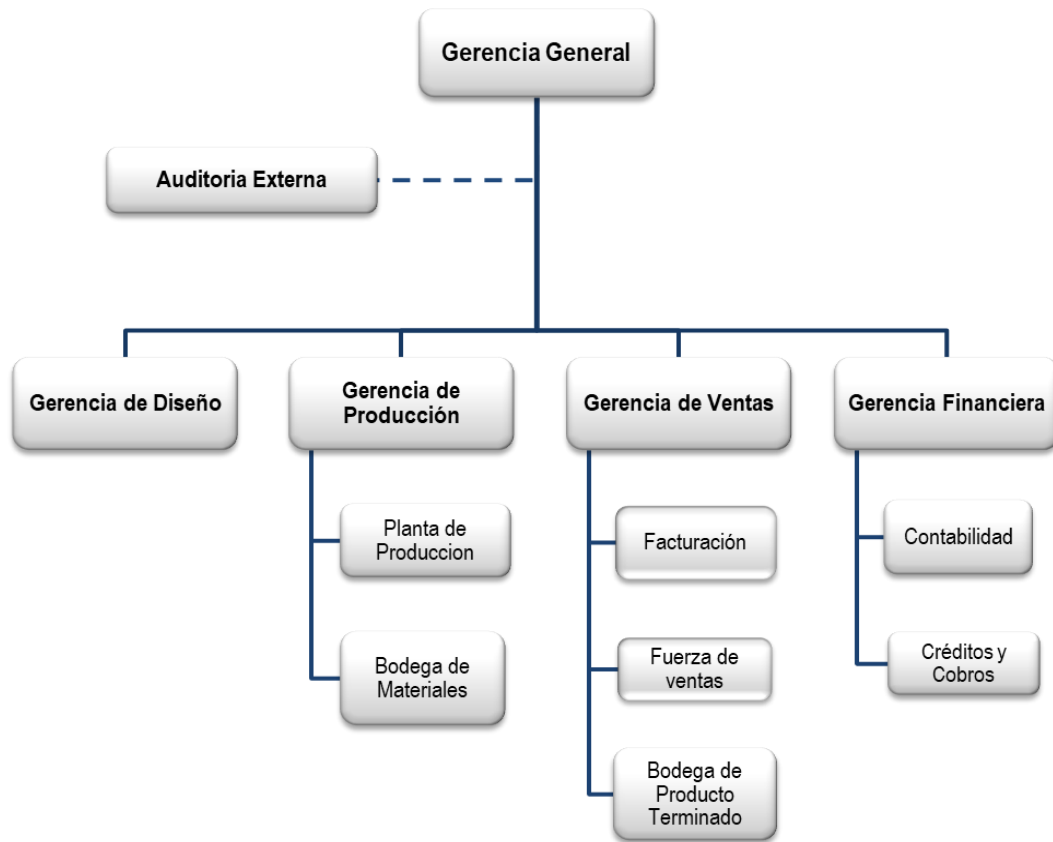 Gerencia General
Auditoria Externa
Gerencia de Diseño
Gerencia de
Producción
Gerencia de Ventas
Gerencia Financiera
Planta de
Produccion
Facturación
Contabilidad
Bodega de
Materiales
Fuerza de
ventas
Créditos y
Cobros
Bodega de
Producto
Terminado